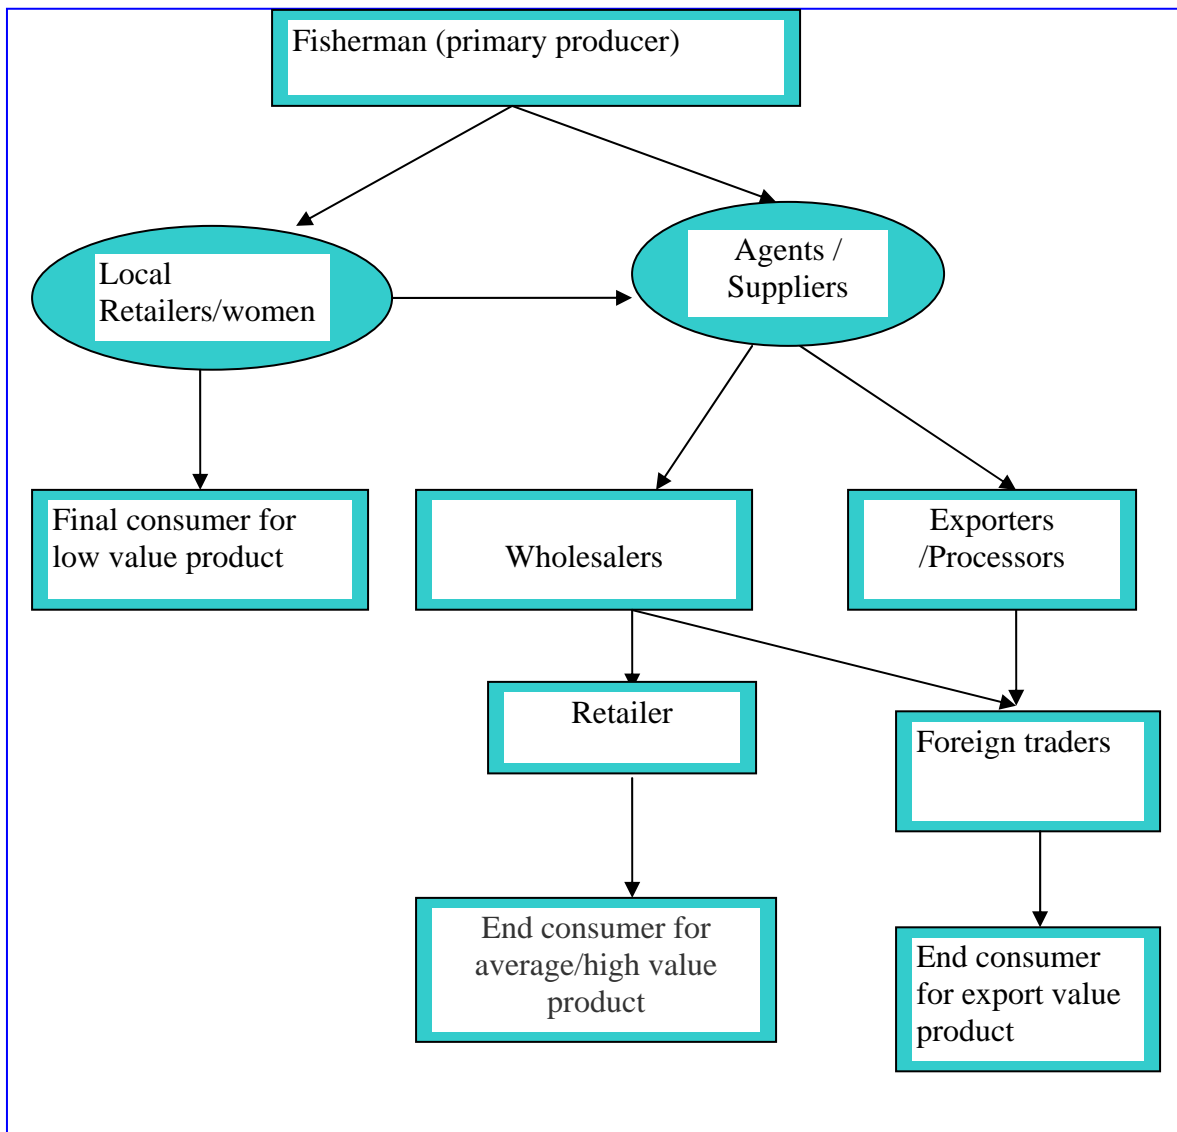 Fisherman (primary producer)
Local
Retailers/women
Agents /
Suppliers
Final consumer for
low value product
Wholesalers
Exporters
/Processors
Retailer
Foreign traders
End consumer for
average/high value
product
End consumer
for export value
product